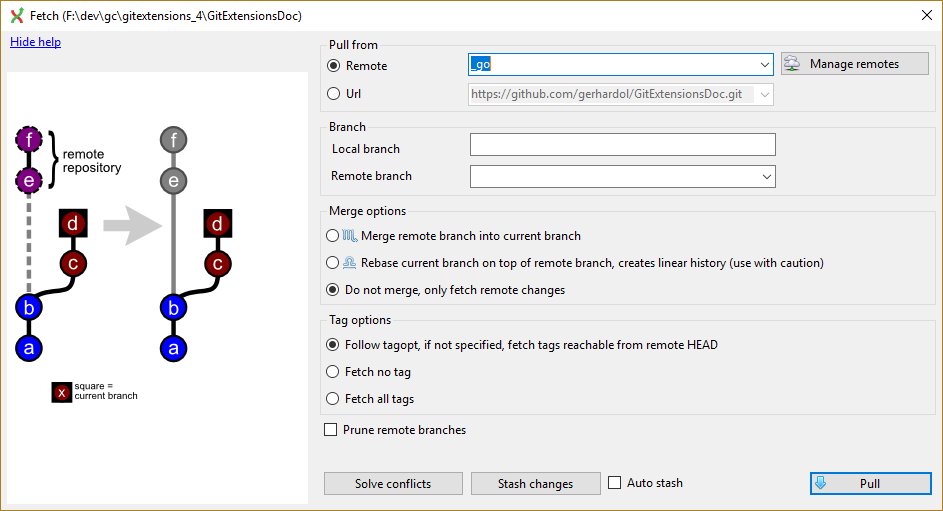 Fetch (F:\dev\gc\gitextensions_4\GitExtensionsDoc)
Hide help
f
e
remote
repository
d
c
b
a
f
e
d
c
b
a
x
square =
current branch
Pull from
Remote
_go
Manage remotes
Url
https://github.com/gerhardol/GitExtensionsDoc.git
Branch
Local branch
Remote branch
Merge options
Merge remote branch into current branch
Rebase current branch on top of remote branch, creates linear history (use with caution)
Do not merge, only fetch remote changes
Tag options
Follow tagopt, if not specified, fetch tags reachable from remote HEAD
Fetch no tag
Fetch all tags
Prune remote branches
Solve conflicts
Stash changes
Auto stash
Pull